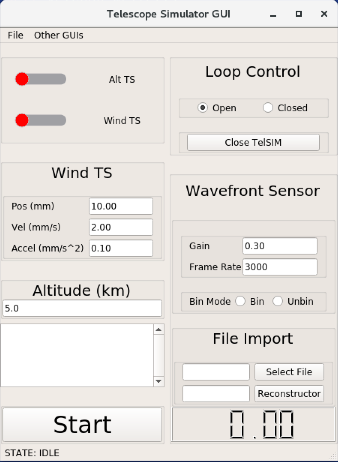 Telescope Simulator GUI
File Other GUIs
Alt TS
Wind TS
Loop Control
Open Closed
Close TelSIM
Wind TS
Pos (mm) 10.00
Vel (mm/s) 2.00
Accel (mm/s^2) 0.10
Wavefront Sensor
Gain 0.30
Frame Rate 3000
Bin Mode Bin Unbin
Altitude (km)
5.0
File Import
Select File
Reconstructor
Start
0.00
STATE: IDLE